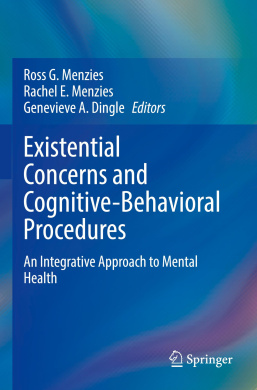 Ross G. Menzies
Rachel E. Menzies
Genevieve A. Dingle Editors
Existential
Concerns and
Cognitive-Behavioral
Procedures
An Integrative Approach to Mental
Health
Springer